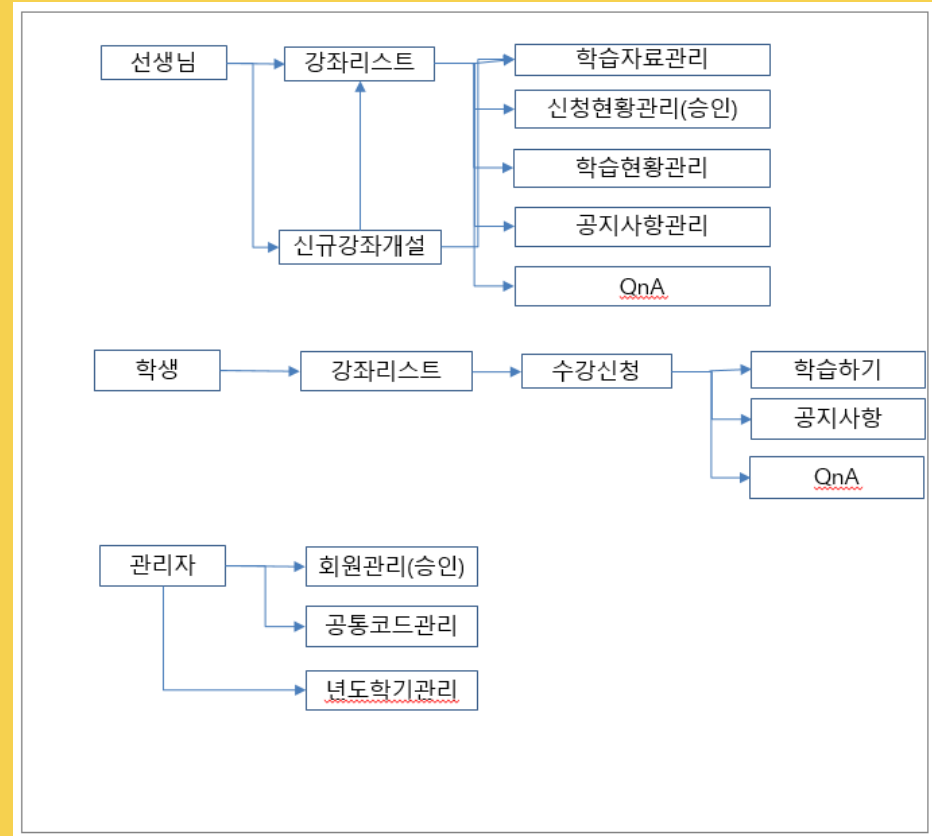 선생님
강좌리스트
학습자료관리
신청현황관리(승인)
학습현황관리
공지사항관리
신규강좌개설
QnA
학생
강좌리스트
수강신청
학습하기
공지사항
QnA
관리자
회원관리(승인)
공통코드관리
년도학기관리